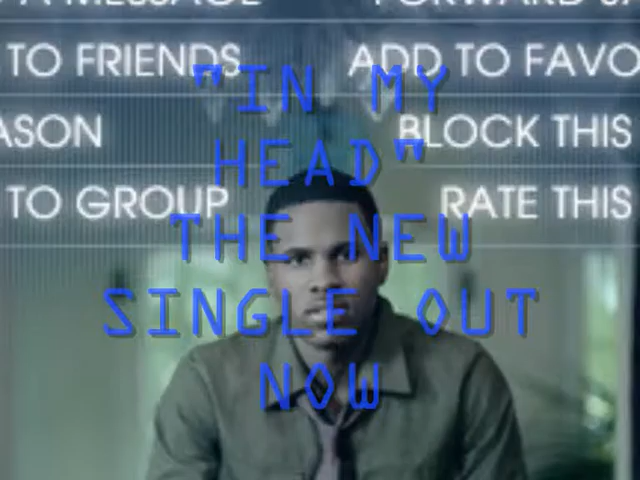 TO FRIENDS ADD TO FAVO
"IN MY
ASON BLOCK THIS
HEAD"
TO GROUP RATE THIS
THE NEW
SINGLE OUT
NOW